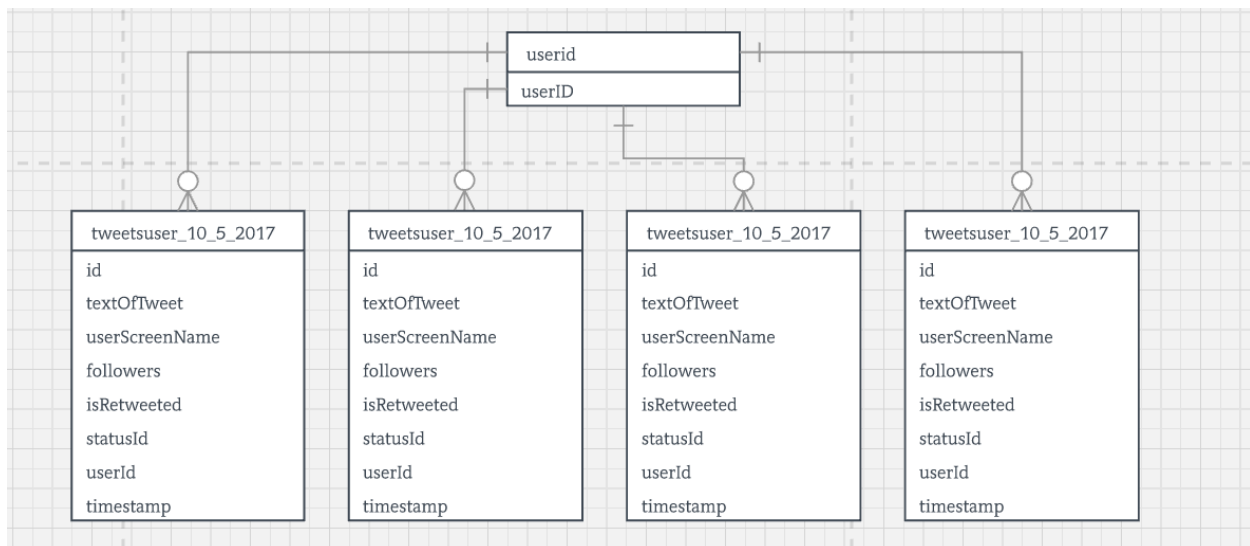 userid
userID
tweetsuser_10_5_2017
id
textOfTweet
userScreenName
followers
isRetweeted
statusId
userId
timestamp
tweetsuser_10_5_2017
id
textOfTweet
userScreenName
followers
isRetweeted
statusId
userId
timestamp
tweetsuser_10_5_2017
id
textOfTweet
userScreenName
followers
isRetweeted
statusId
userId
timestamp
tweetsuser_10_5_2017
id
textOfTweet
userScreenName
followers
isRetweeted
statusId
userId
timestamp